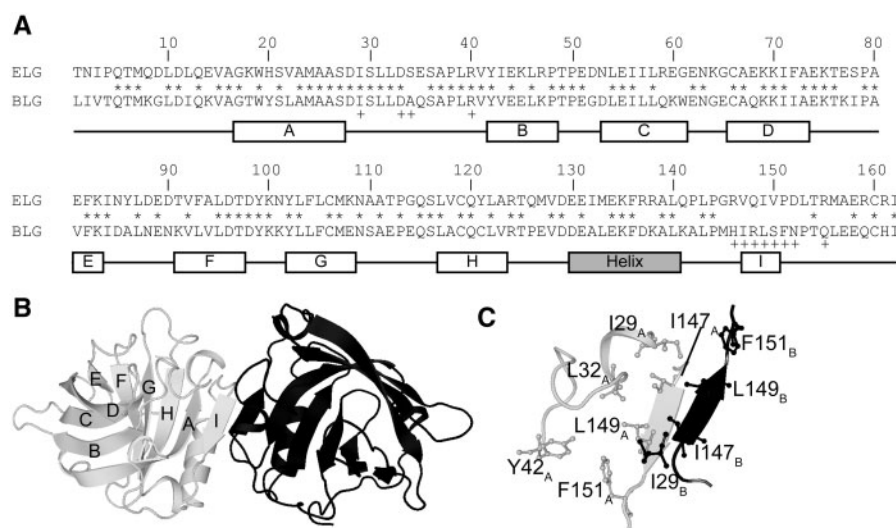 A
10 20 30 40 50 60 70 80
ELG TNIPQTMQDLDLQEVAGKWHSVAMAASDISLLDSESAPLRVYIEKLRPTPEDNLEIILREGENKGCAEKKIFAEKTESPA
BLG LIVTQTMKGLDIQKVAGTWYSLAMAASDISLLDAQSAPLRVYVEELKPTPEGDLEILLQKWENGECAQKKIIAEKTKIPA
A B C D
90 100 110 120 130 140 150 160
ELG EFKINYLDEDTVFALDTDYKNYLFLCMKNAATPGQSLVCQYLARTQMVDEEIMEKFRRALQPLPGRVQIVPDLTRMAERCRI
BLG VFKIDALNENKVLVLDTDYKKYLLFCMENSAEPEQSLACQCLVRTPEVDDEALEKFDKALKALPMHIRLSFNPTQLEEQCHI
E F G H Helix I
B
E F G
C D H A I
B
C
I29A I147A
F151B
L32A
L149B
L149A
I147B
Y42A
I29B
F151A